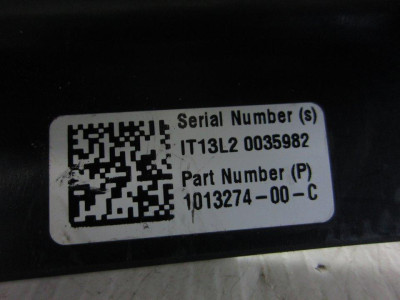 Serial Number (s)
IT13L2 0035982
Part Number (P)
1013274-00-C